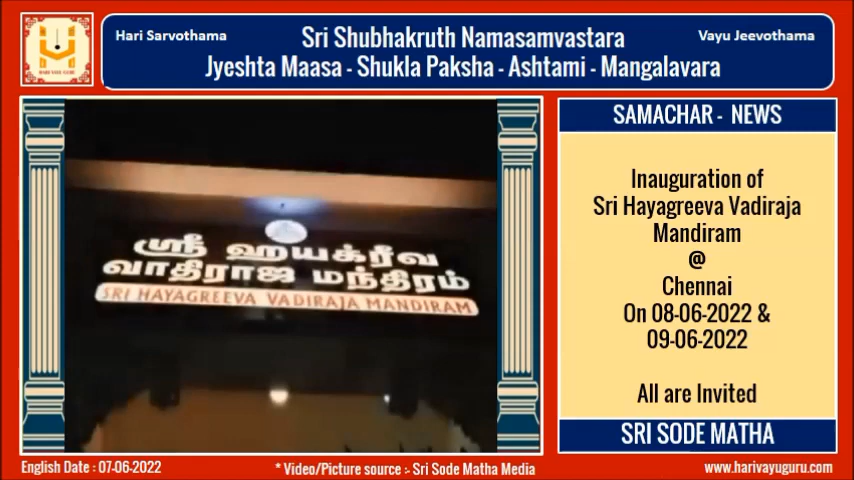 Hari Sarvothama
Sri Shubhakruth Namasamvastara
Vayu Jeevothama
Jyeshta Maasa - Shukla Paksha - Ashtami - Mangalavara
HARI VAYU GURU
SAMACHAR - NEWS
ஸ்ரீ ஹயக்ரீவ
வாதிராஜ மந்திரம்
SRI HAYAGREEVA VADIRAJA MANDIRAM
Inauguration of
Sri Hayagreeva Vadiraja
Mandiram
@
Chennai
On 08-06-2022 &
09-06-2022
All are Invited
SRI SODE MATHA
English Date : 07-06-2022
* Video/Picture source :- Sri Sode Matha Media
www.harivayuguru.com